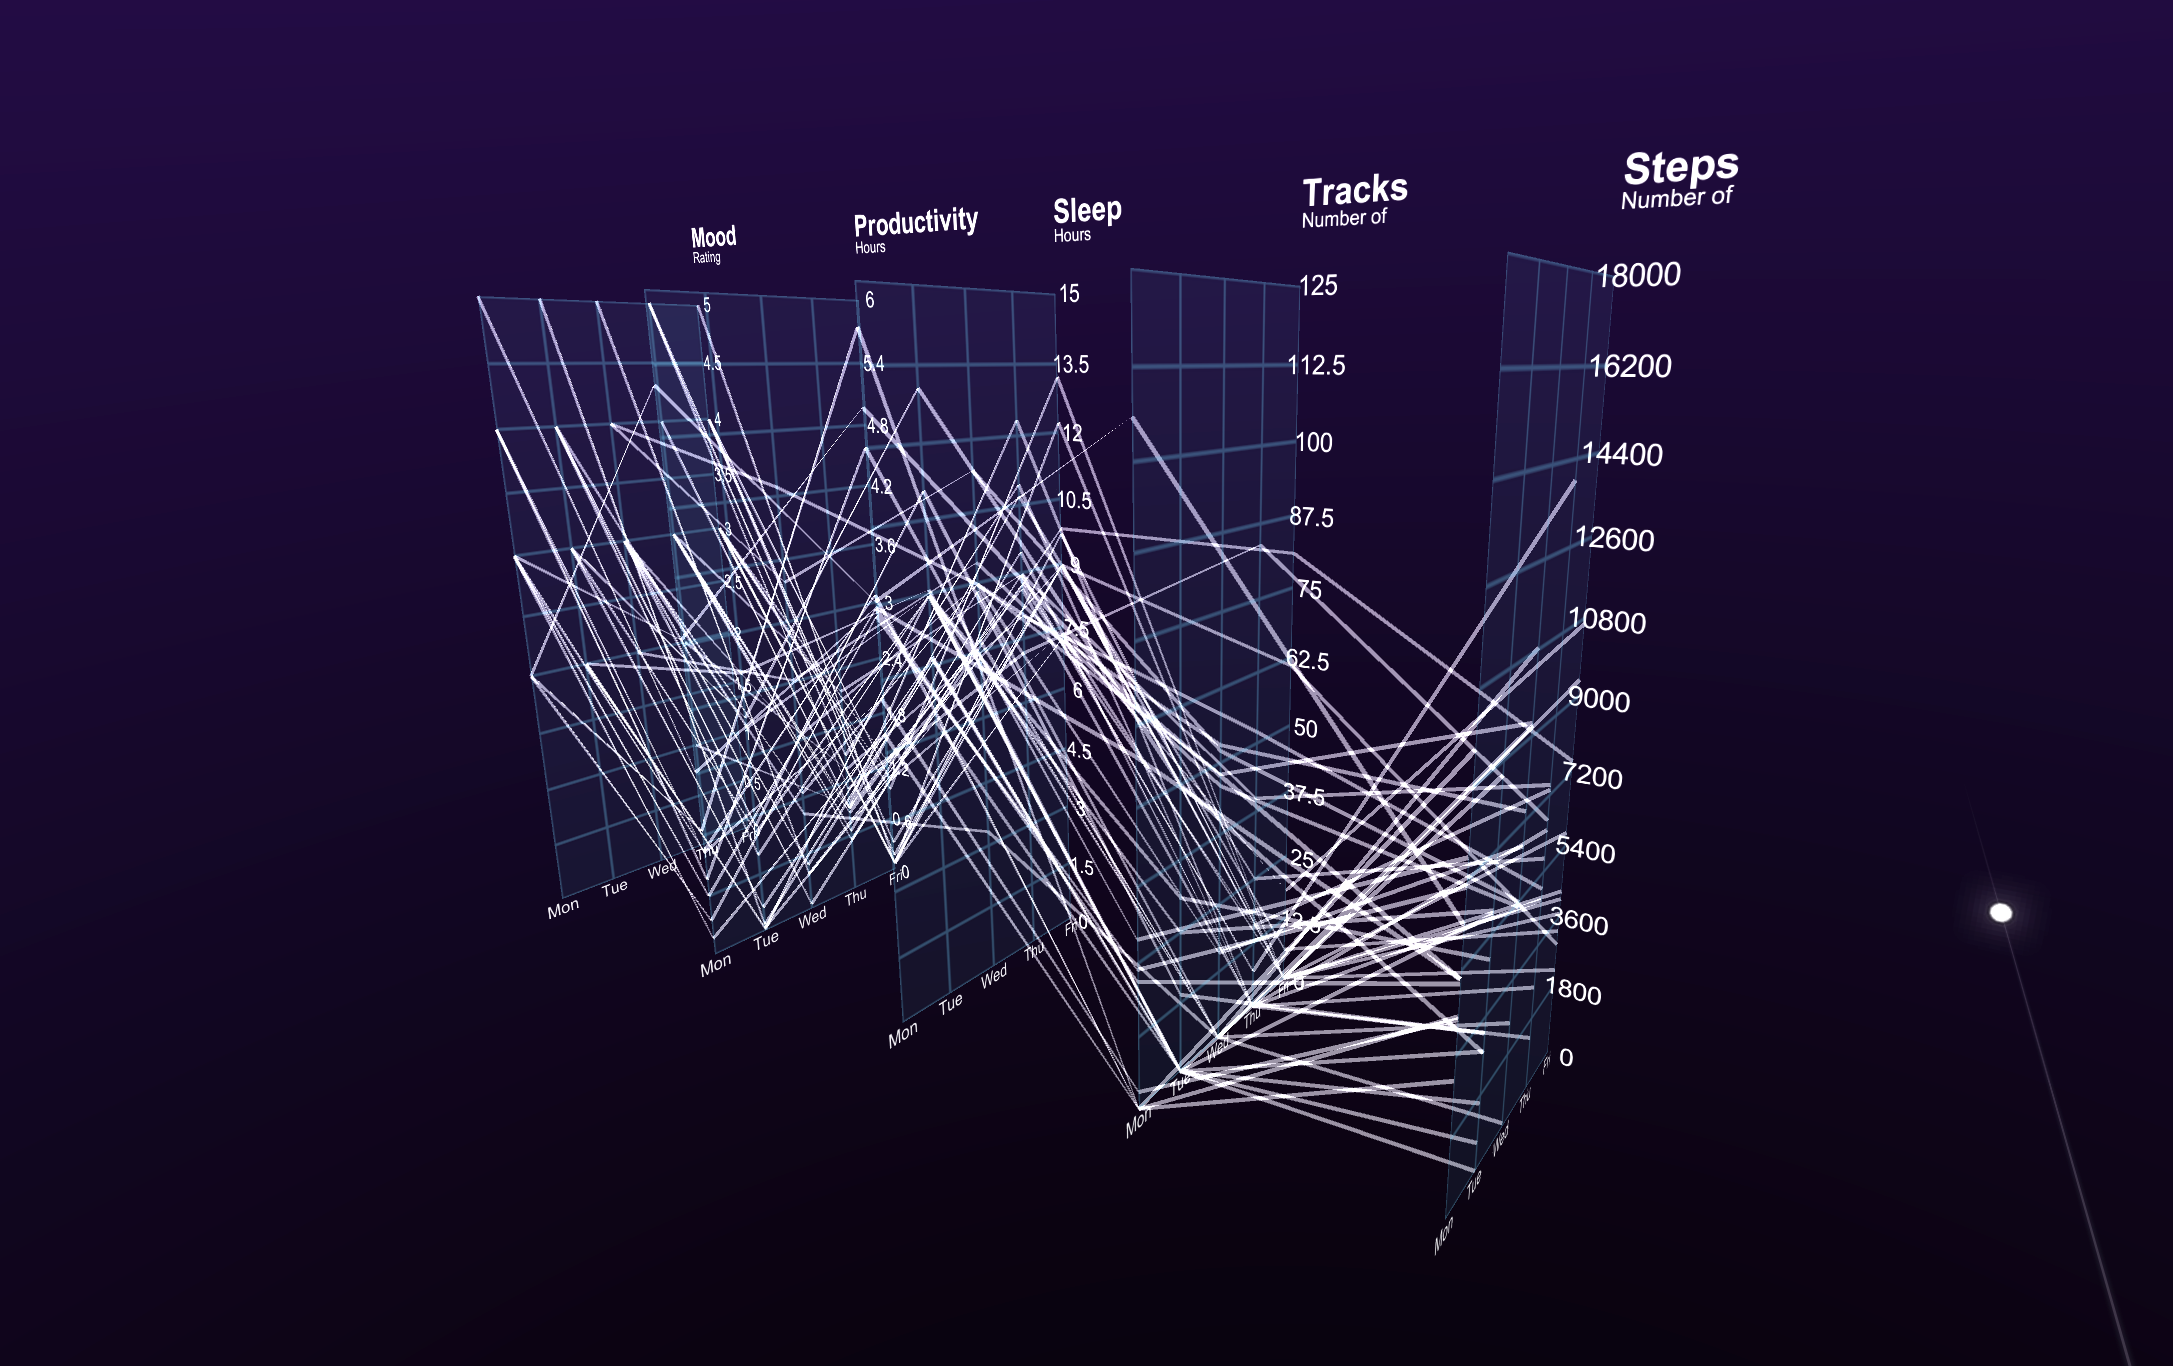 Mood
Rating
5
4.5
4
3.5
3
2.5
2
1.5
1
0.5
0
Mon
Tue
Wed
Thu
Fri
Productivity
Hours
6
5.4
4.8
4.2
3.6
3
2.4
1.8
1.2
0.6
0
Mon
Tue
Wed
Thu
Fri
Sleep
Hours
15
13.5
12
10.5
9
7.5
6
4.5
3
1.5
0
Mon
Tue
Wed
Thu
Fri
Tracks
Number of
125
112.5
100
87.5
75
62.5
50
37.5
25
12.5
0
Mon
Tue
Wed
Thu
Fri
Steps
Number of
18000
16200
14400
12600
10800
9000
7200
5400
3600
1800
0
Mon
Tue
Wed
Thu
Fri